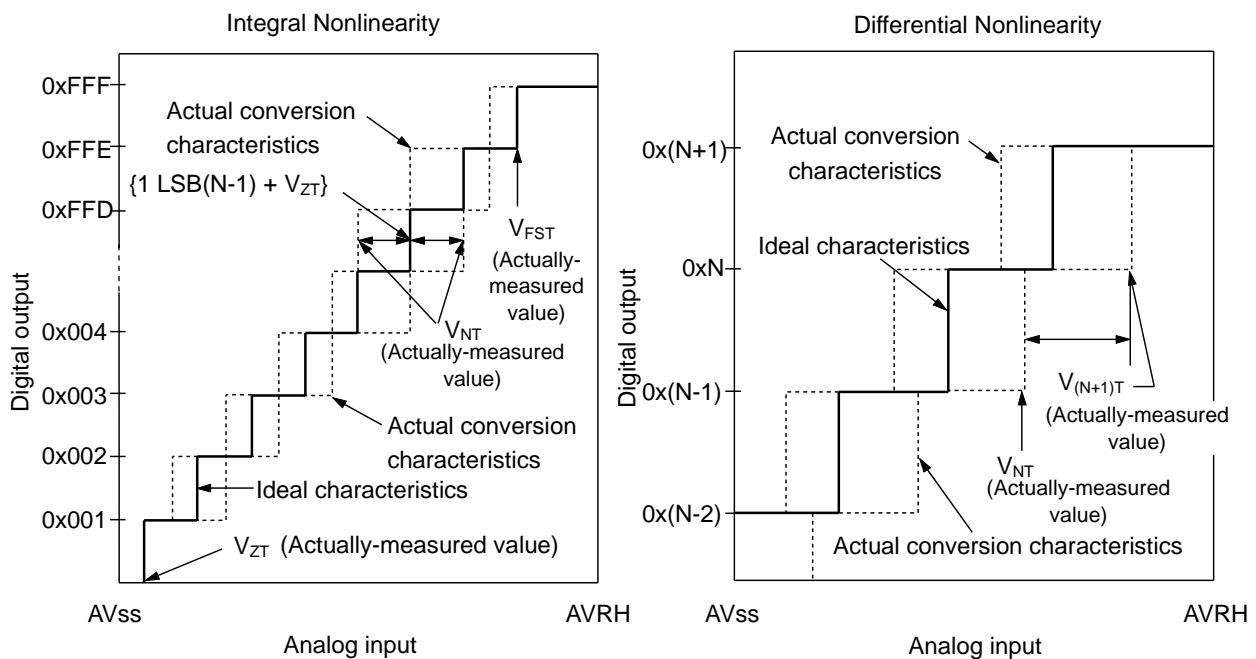 Integral Nonlinearity
0xFFF
0xFFE
0xFFD
0x004
0x003
0x002
0x001
Digital output
Actual conversion
characteristics
{1 LSB(N-1) + VZT}
VFST
(Actually-
measured
value)
VNT
(Actually-measured
value)
Actual conversion
characteristics
Ideal characteristics
VZT (Actually-measured value)
AVss
AVRH
Analog input
Differential Nonlinearity
0x(N+1)
0xN
0x(N-1)
0x(N-2)
Digital output
Actual conversion
characteristics
Ideal characteristics
V(N+1)T
(Actually-measured
value)
VNT
(Actually-measured
value)
Actual conversion characteristics
AVss
AVRH
Analog input